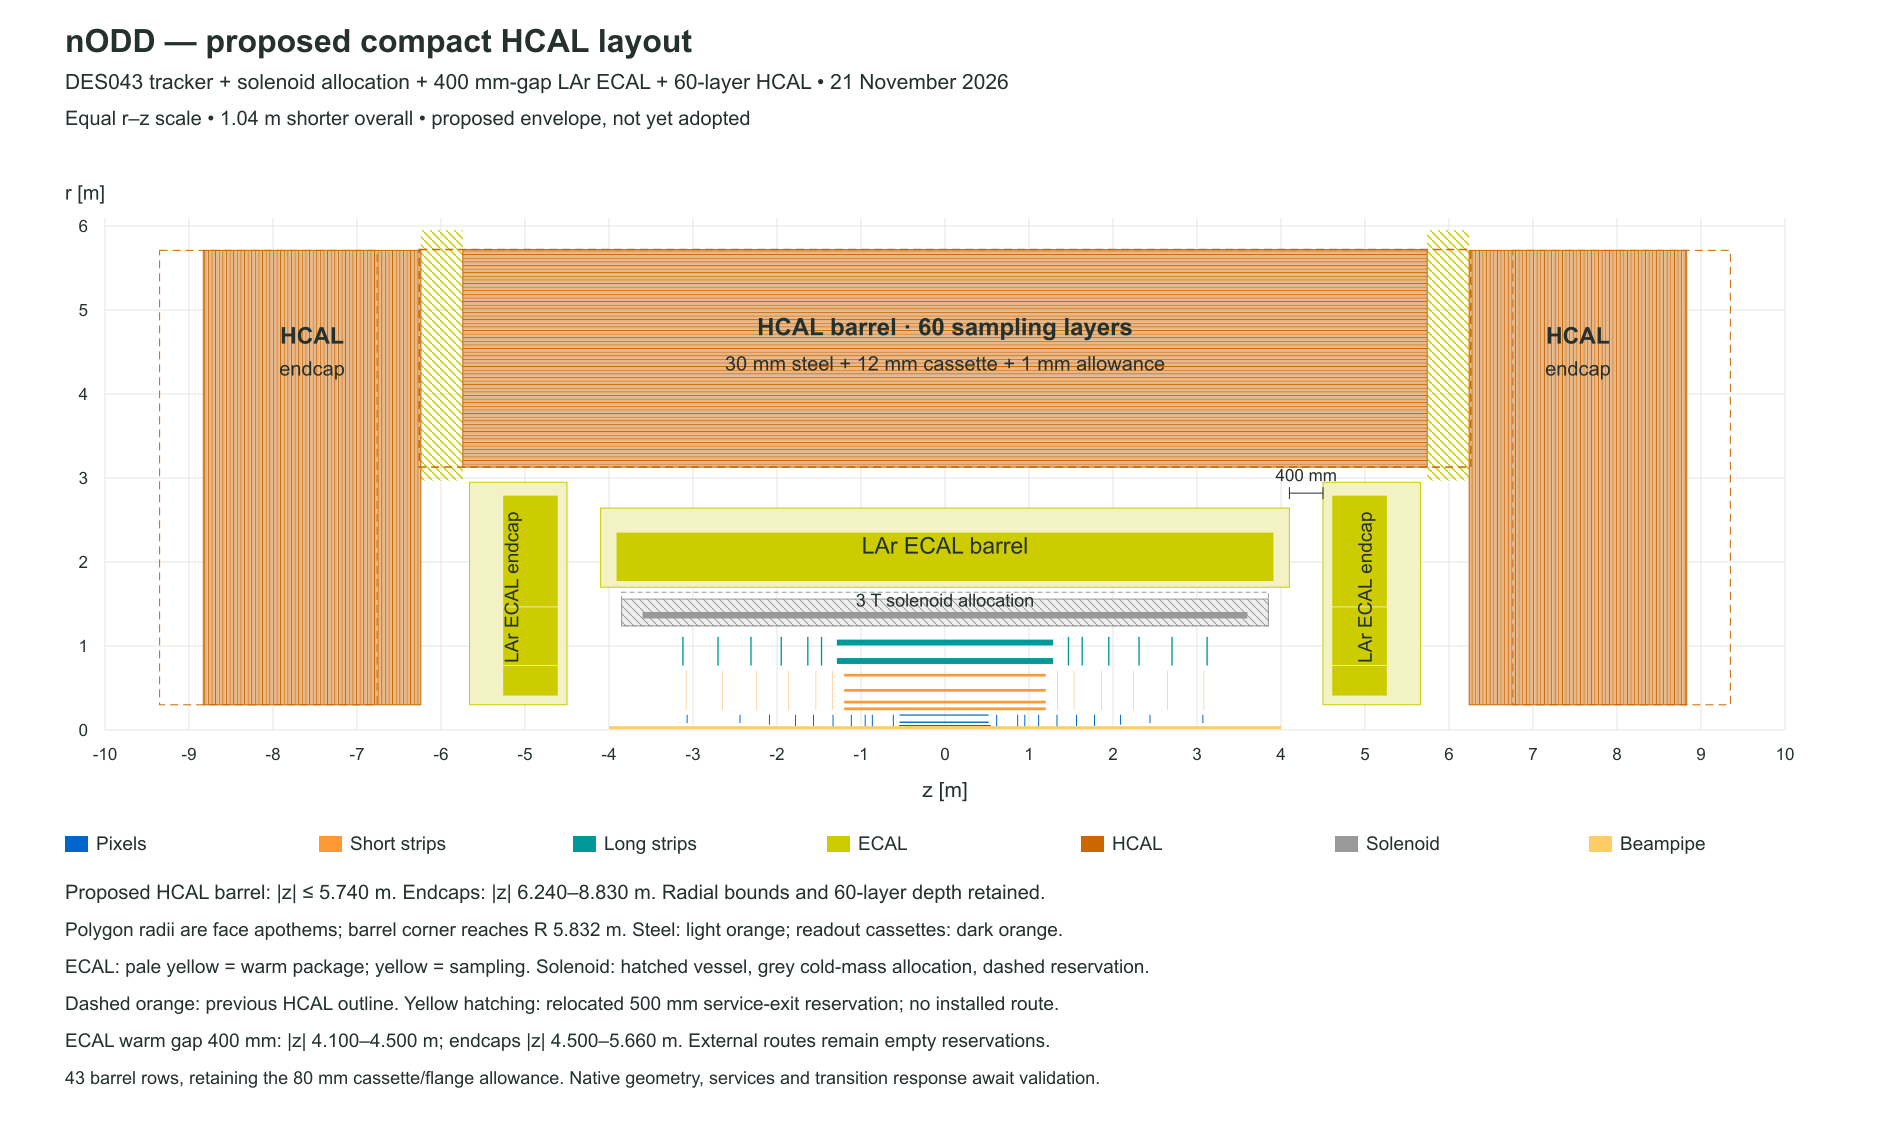 nODD — proposed compact HCAL layout
DES043 tracker + solenoid allocation + 400 mm-gap LAr ECAL + 60-layer HCAL • 21 November 2026
Equal r–z scale • 1.04 m shorter overall • proposed envelope, not yet adopted
r [m]
6
5
4
3
2
1
0
HCAL
endcap
HCAL barrel · 60 sampling layers
30 mm steel + 12 mm cassette + 1 mm allowance
HCAL
endcap
400 mm
LAr ECAL endcap
LAr ECAL barrel
LAr ECAL endcap
3 T solenoid allocation
-10 -9 -8 -7 -6 -5 -4 -3 -2 -1 0 1 2 3 4 5 6 7 8 9 10
z [m]
Pixels Short strips Long strips ECAL HCAL Solenoid Beampipe
Proposed HCAL barrel: |z| ≤ 5.740 m. Endcaps: |z| 6.240–8.830 m. Radial bounds and 60-layer depth retained.
Polygon radii are face apothems; barrel corner reaches R 5.832 m. Steel: light orange; readout cassettes: dark orange.
ECAL: pale yellow = warm package; yellow = sampling. Solenoid: hatched vessel, grey cold-mass allocation, dashed reservation.
Dashed orange: previous HCAL outline. Yellow hatching: relocated 500 mm service-exit reservation; no installed route.
ECAL warm gap 400 mm: |z| 4.100–4.500 m; endcaps |z| 4.500–5.660 m. External routes remain empty reservations.
43 barrel rows, retaining the 80 mm cassette/flange allowance. Native geometry, services and transition response await validation.